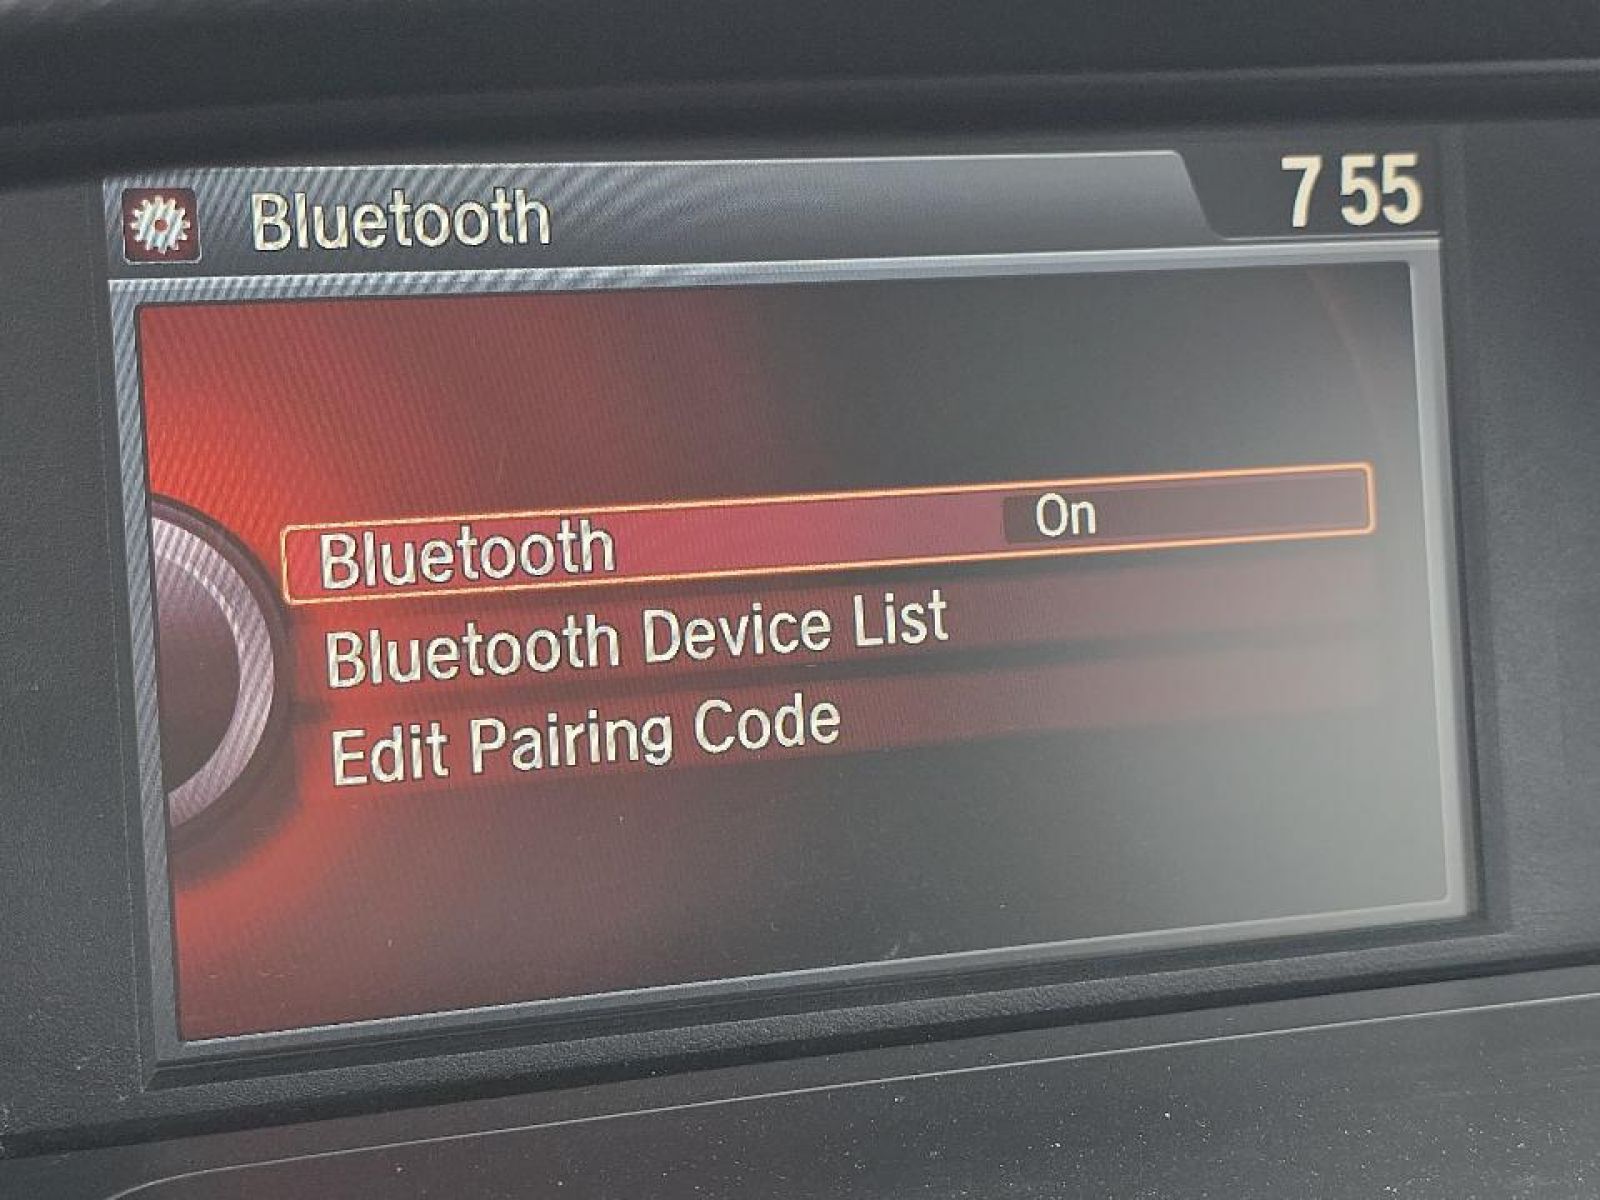 Bluetooth
7 55
Bluetooth On
Bluetooth Device List
Edit Pairing Code